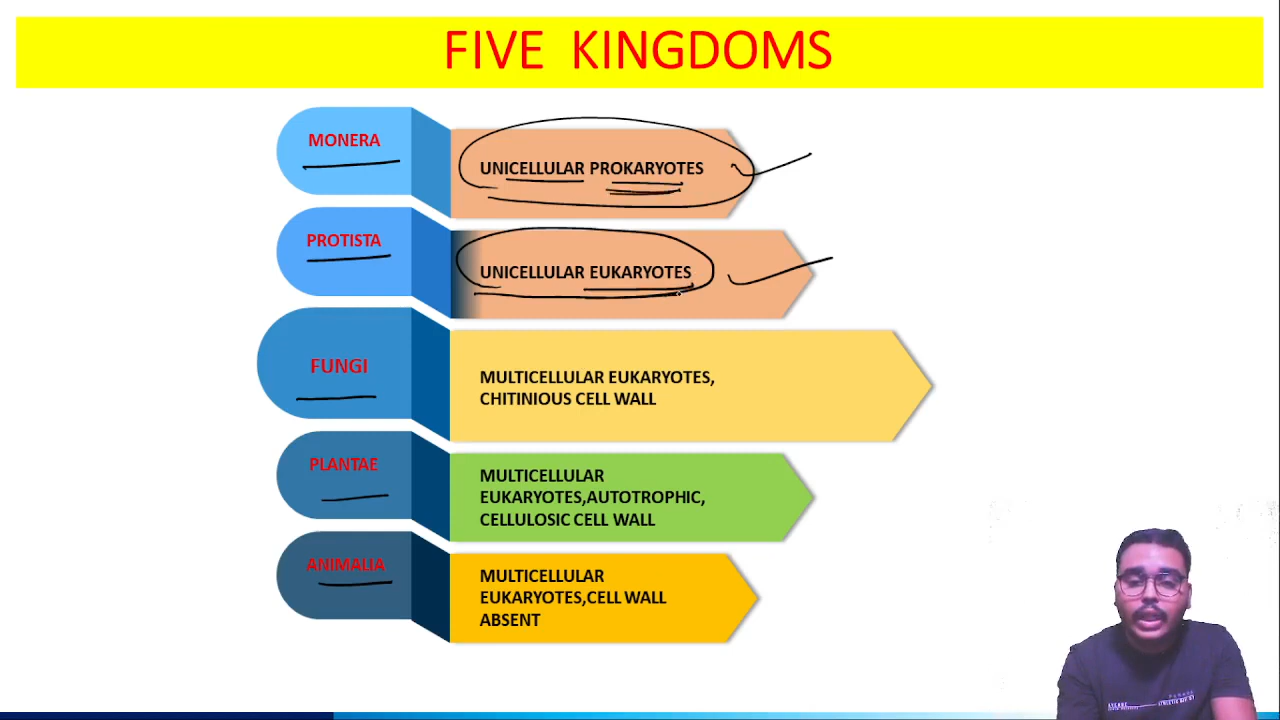 FIVE KINGDOMS
MONERA
UNICELLULAR PROKARYOTES
PROTISTA
UNICELLULAR EUKARYOTES
FUNGI
MULTICELLULAR EUKARYOTES,
CHITINIOUS CELL WALL
PLANTAE
MULTICELLULAR
EUKARYOTES,AUTOTROPHIC,
CELLULOSIC CELL WALL
ANIMALIA
MULTICELLULAR
EUKARYOTES,CELL WALL
ABSENT